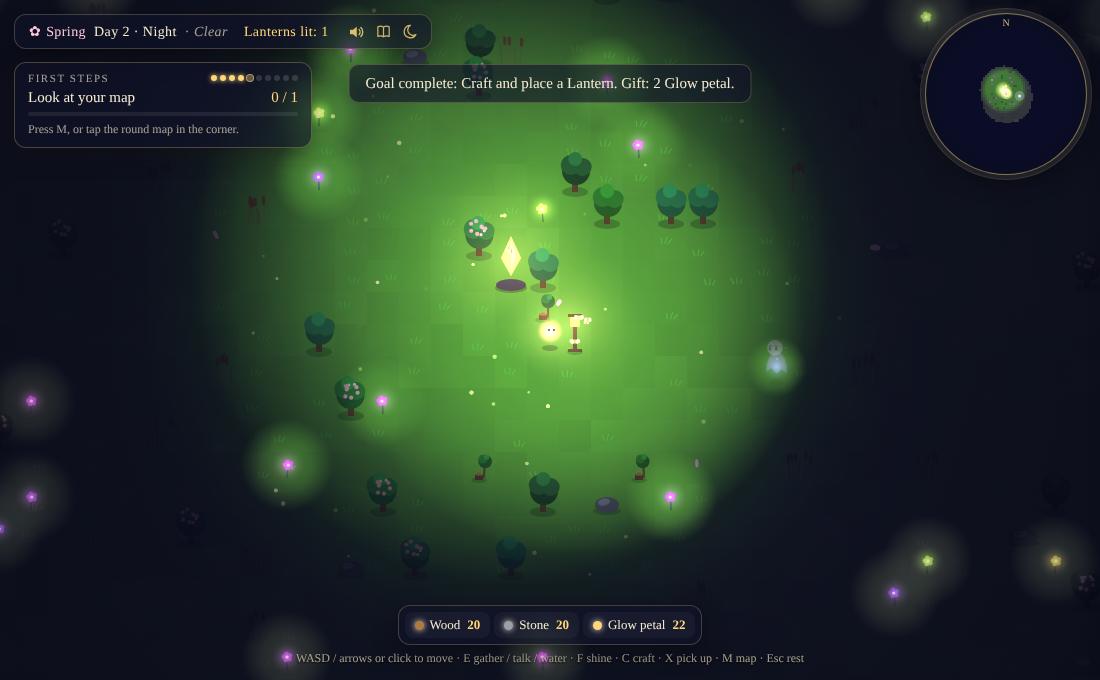 Spring Day 2 · Night · Clear Lanterns lit: 1
N
FIRST STEPS
Look at your map 0 / 1
Press M, or tap the round map in the corner.
Goal complete: Craft and place a Lantern. Gift: 2 Glow petal.
Wood 20 Stone 20 Glow petal 22
WASD / arrows or click to move · E gather / talk / water · F shine · C craft · X pick up · M map · Esc rest